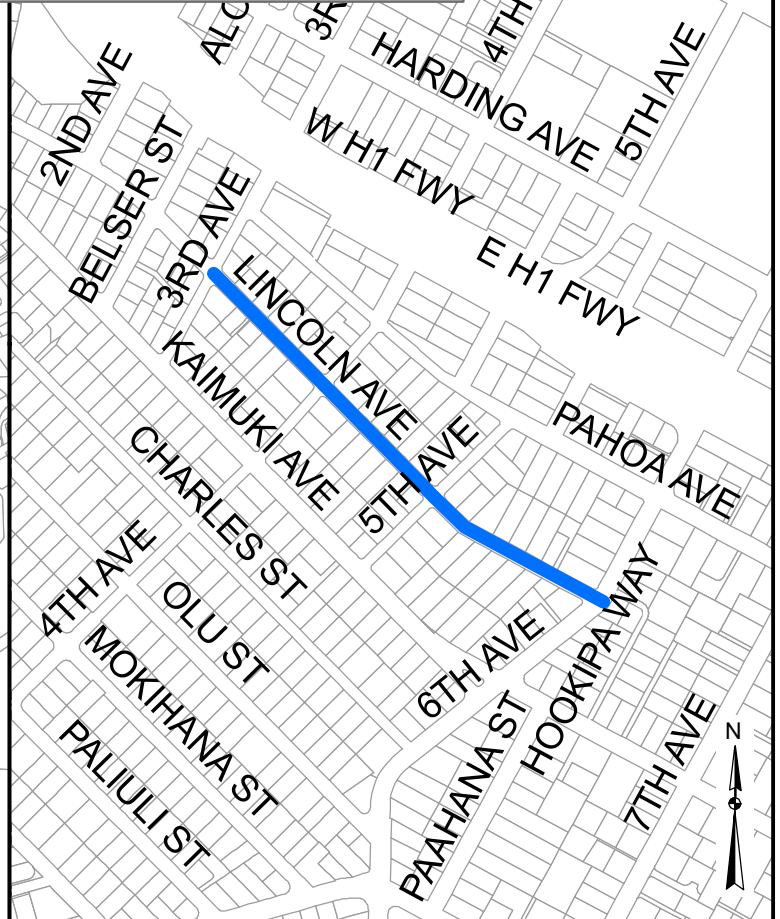 3R
4TH
ALO
HARDING AVE
5TH AVE
2ND AVE
W H1 FWY
BELSER ST
3RD AVE
E H1 FWY
LINCOLN AVE
KAIMUKI AVE
PAHOA AVE
5TH AVE
CHARLES ST
4TH AVE
OLU ST
HOOKIPA WAY
6TH AVE
MOKIHANA ST
PAAHANA ST
7TH AVE
PALIULI ST
N